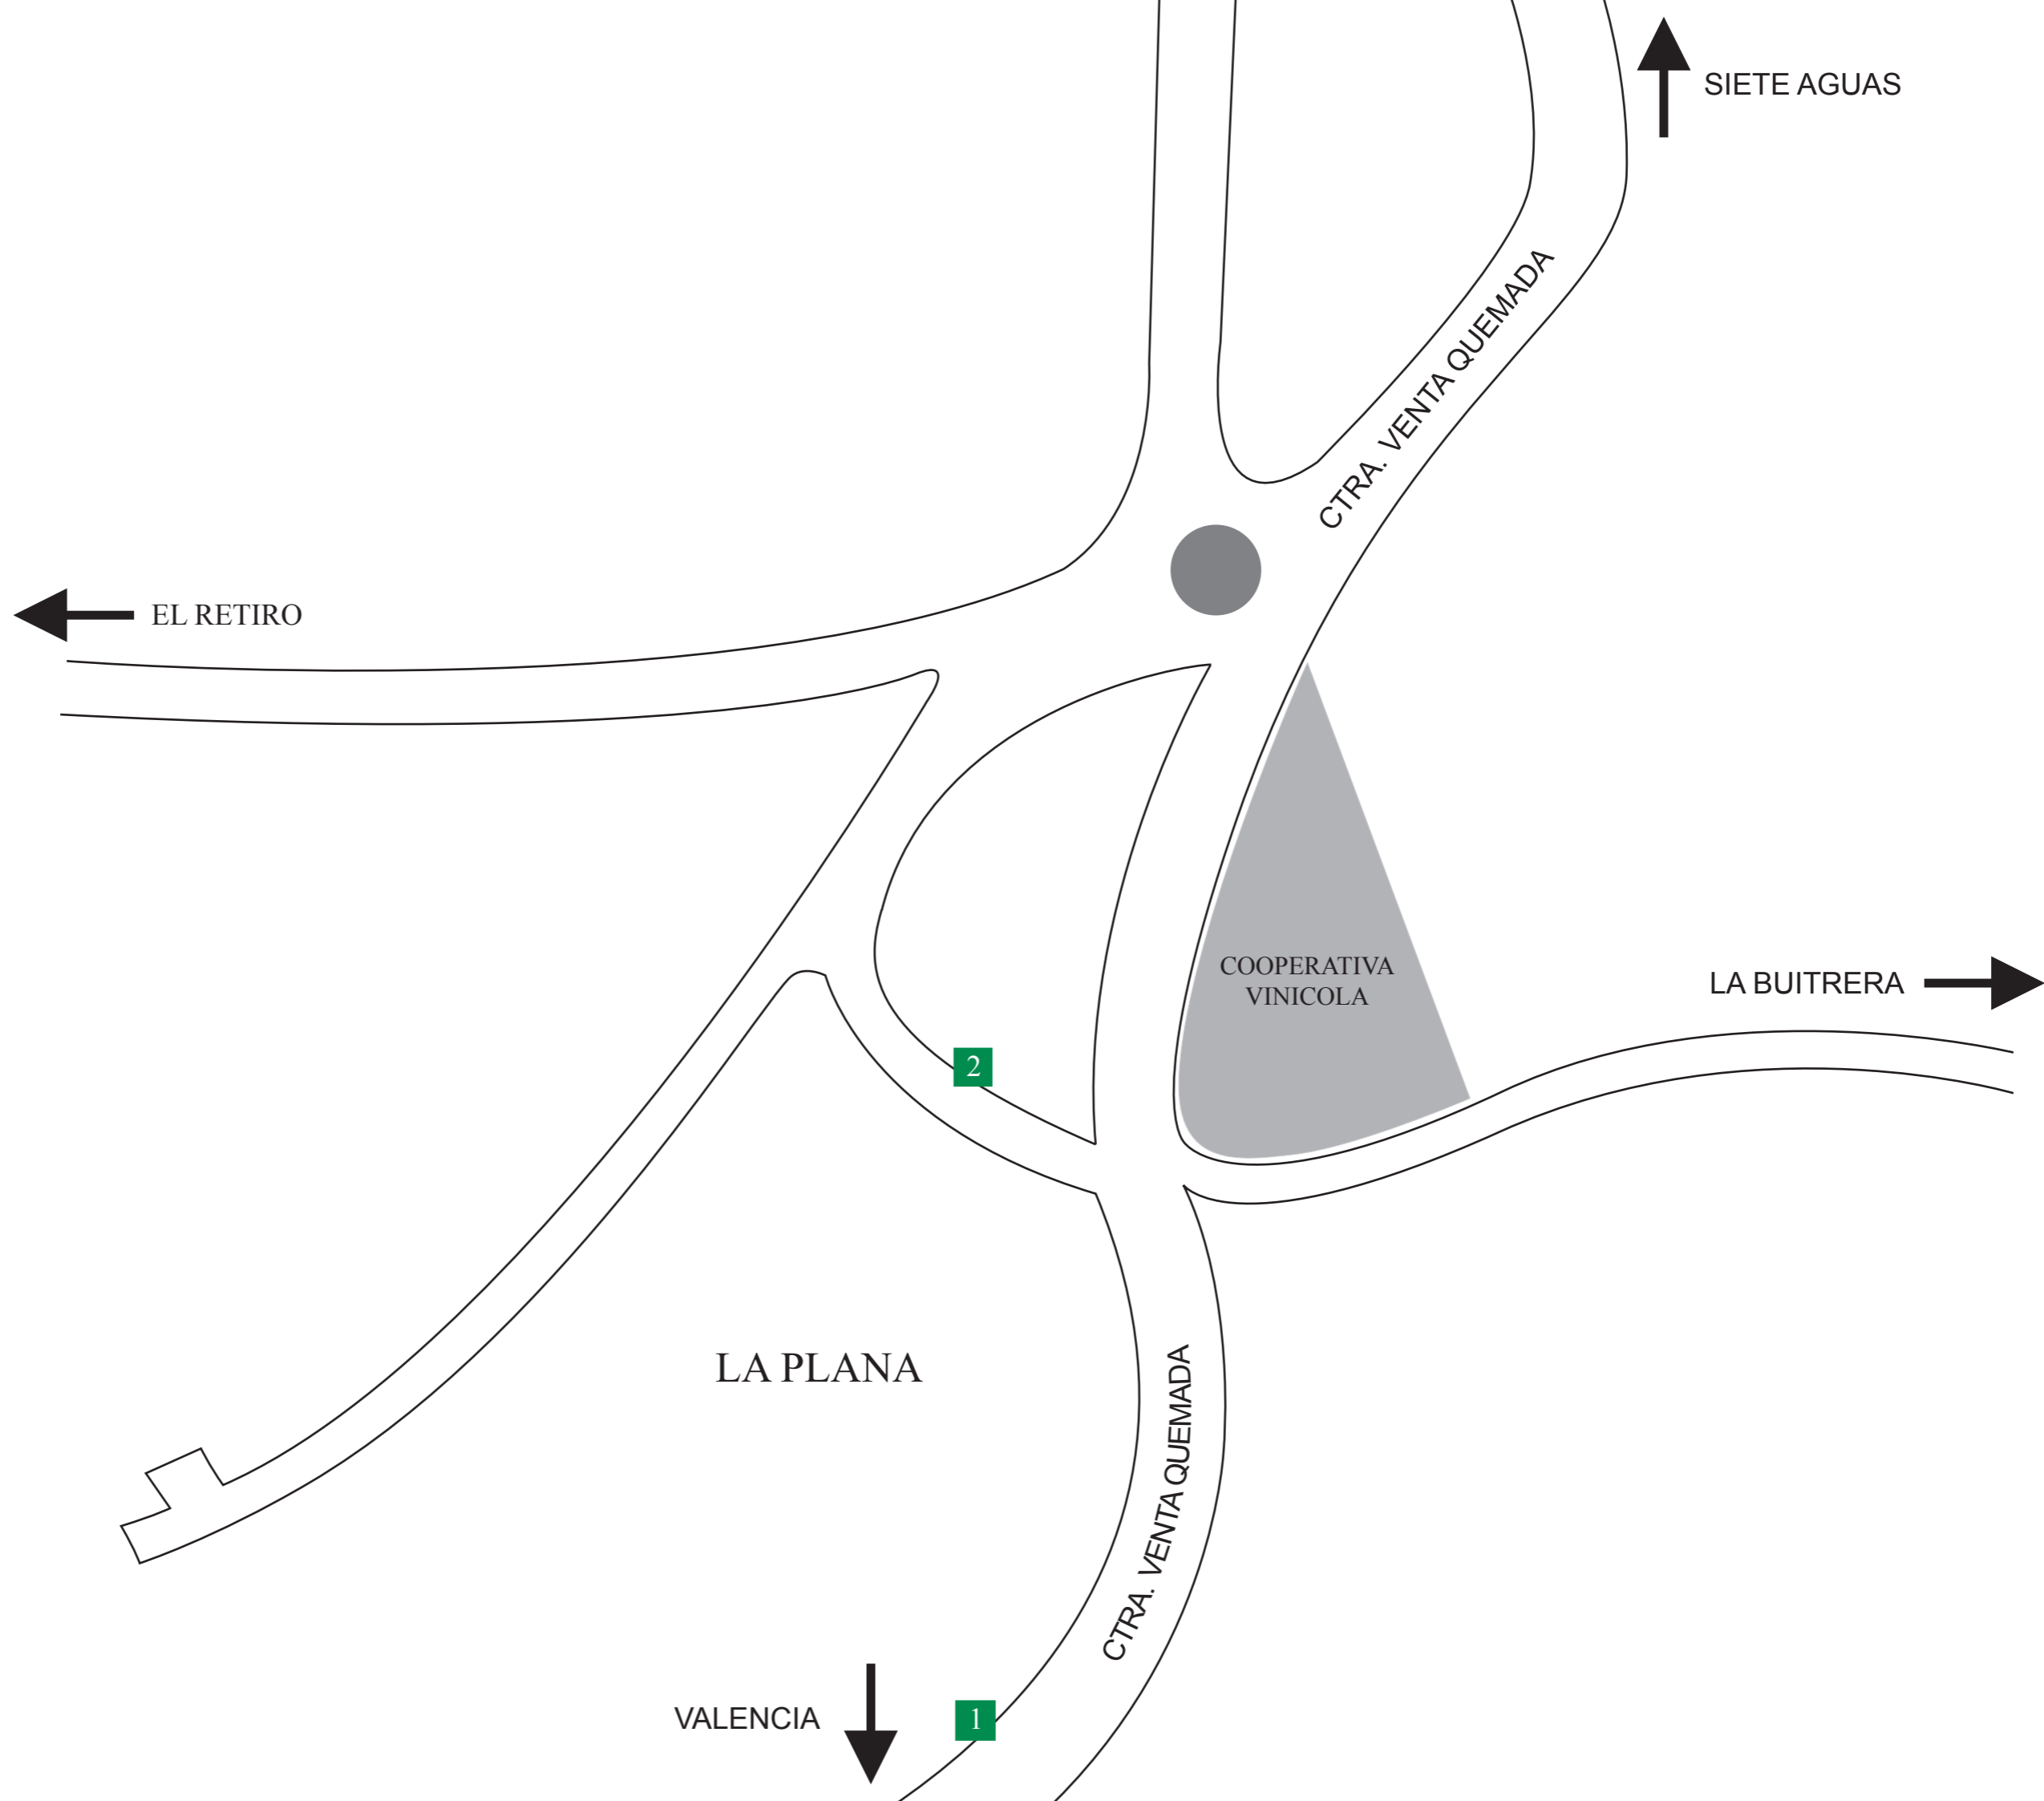 SIETE AGUAS
CTRA. VENTA QUEMADA
EL RETIRO
COOPERATIVA
VINICOLA
LA BUITRERA
2
LA PLANA
CTRA. VENTA QUEMADA
VALENCIA
1